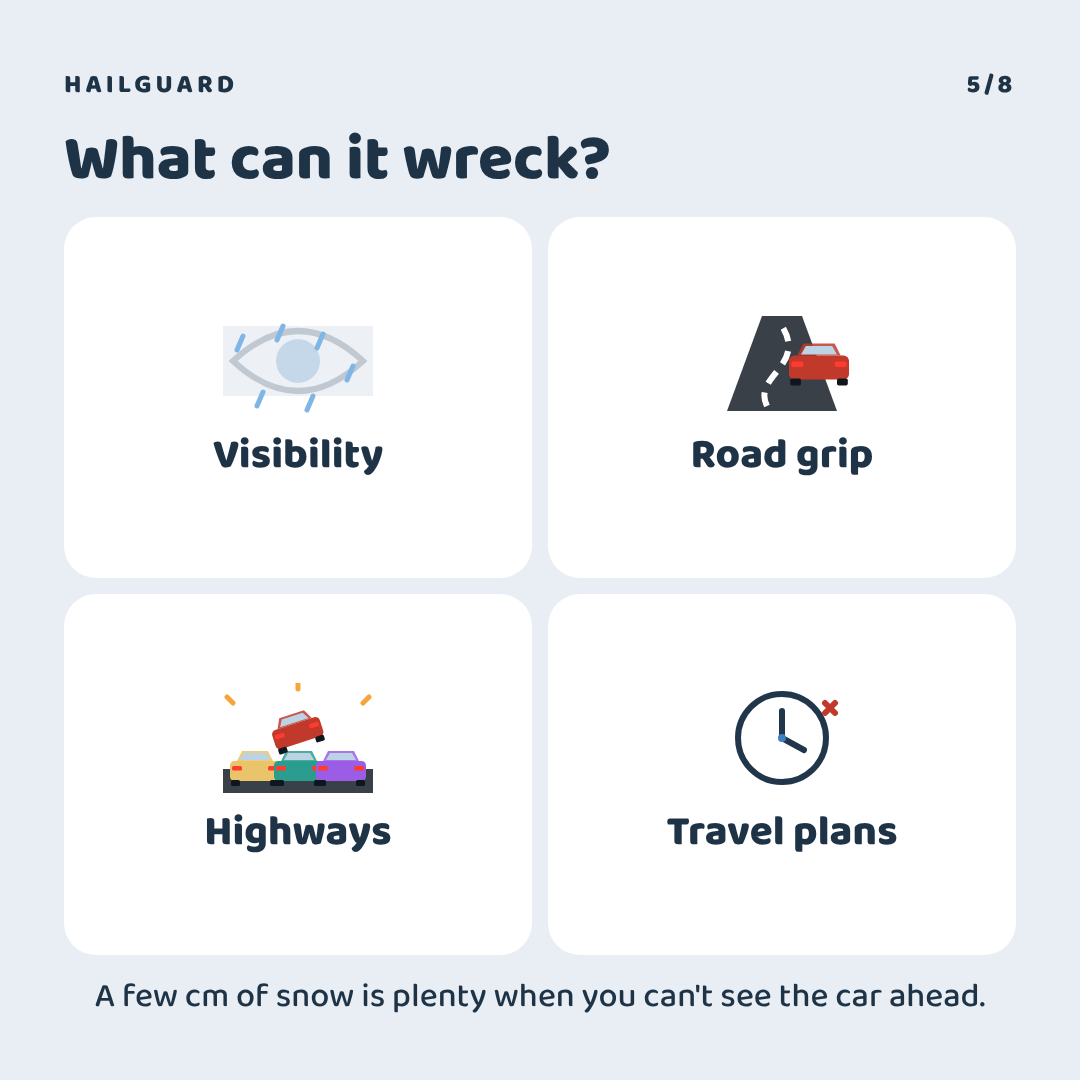 HAILGUARD
5/8
What can it wreck?
Visibility
Road grip
Highways
Travel plans
A few cm of snow is plenty when you can't see the car ahead.